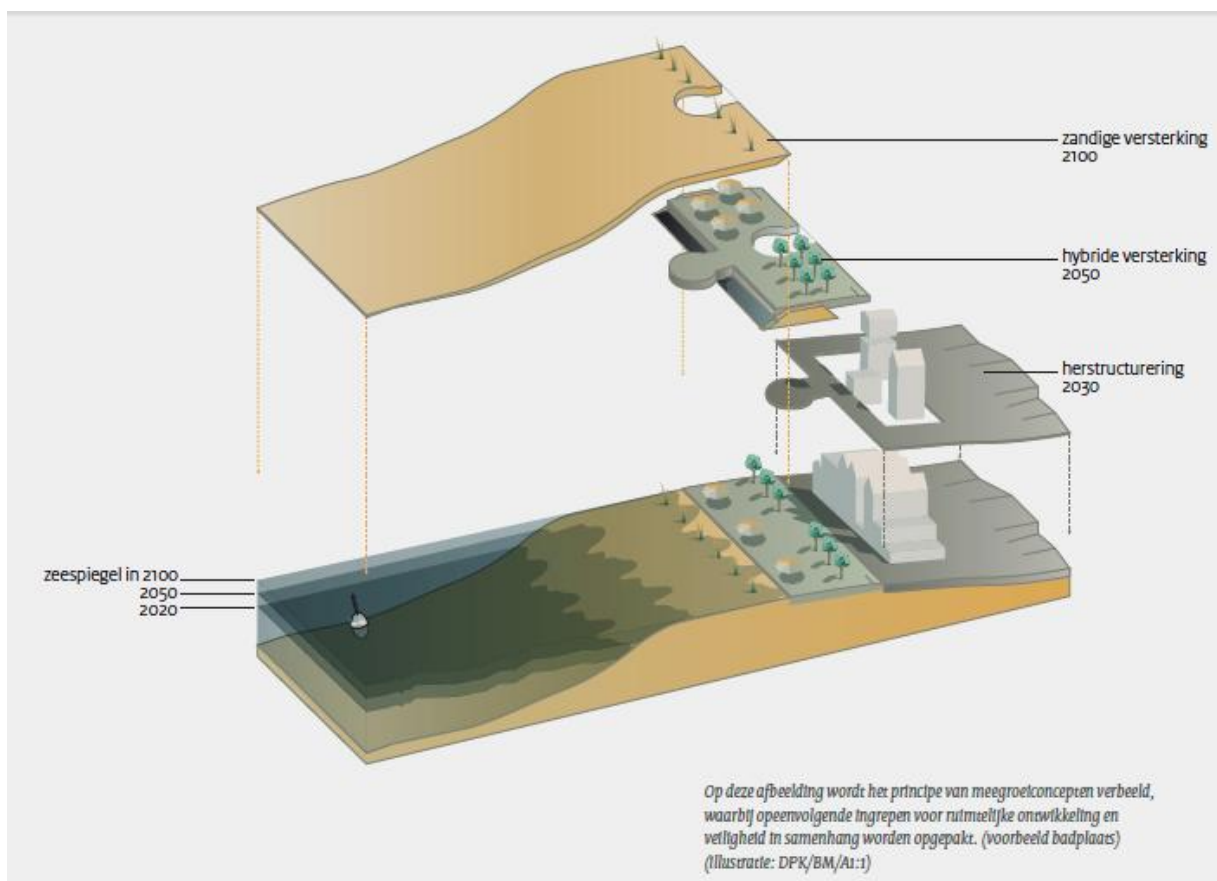 zandige versterking
2100
hybride versterking
2050
herstructurering
2030
zeespiegel in 2100
2050
2020
Op deze afbeelding wordt het principe van meegroeiconcepten verbeeld,
waarbij opeenvolgende ingrepen voor ruimtelijke ontwikkeling en
veiligheid in samenhang worden opgepakt. (voorbeeld badplaats)
(Illustratie: DPK/BM/A1:1)